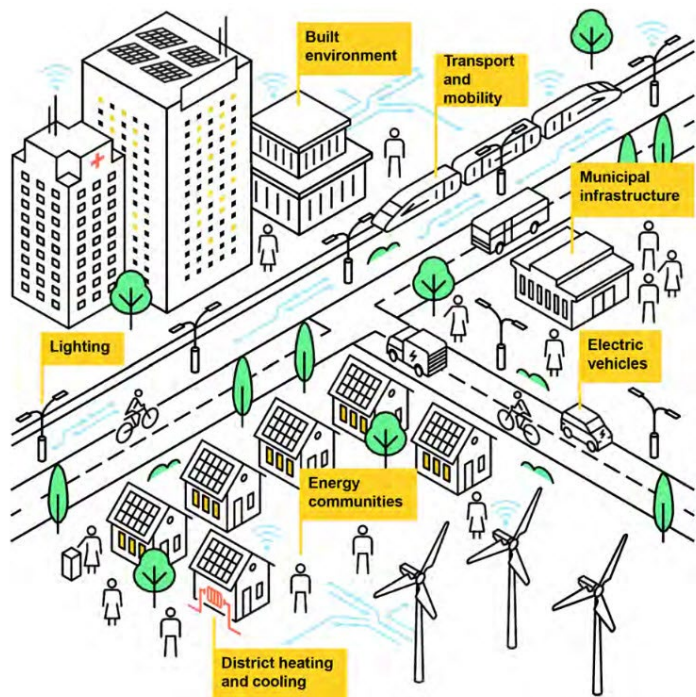 Built
environment
Transport
and
mobility
Municipal
infrastructure
Lighting
Electric
vehicles
Energy
communities
District heating
and cooling